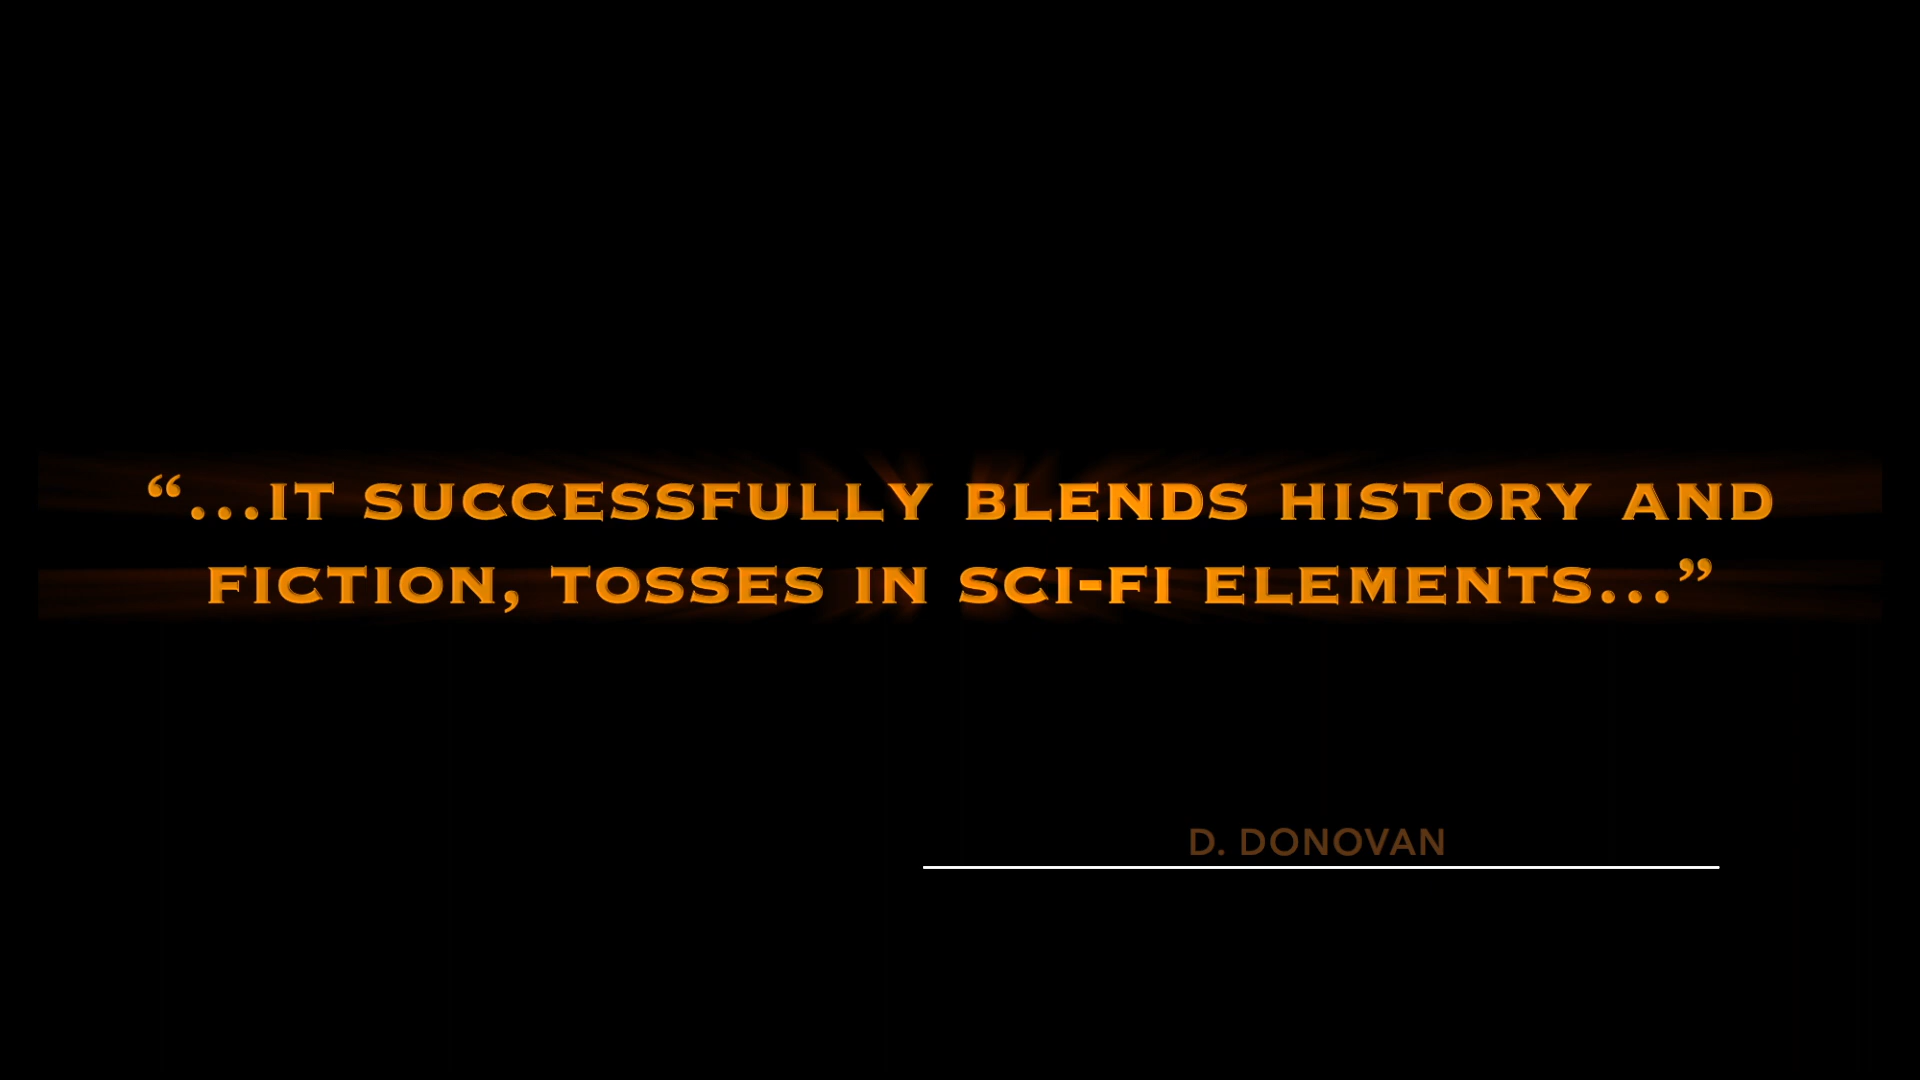 “...IT SUCCESSFULLY BLENDS HISTORY AND
FICTION, TOSSES IN SCI-FI ELEMENTS...”
D. DONOVAN